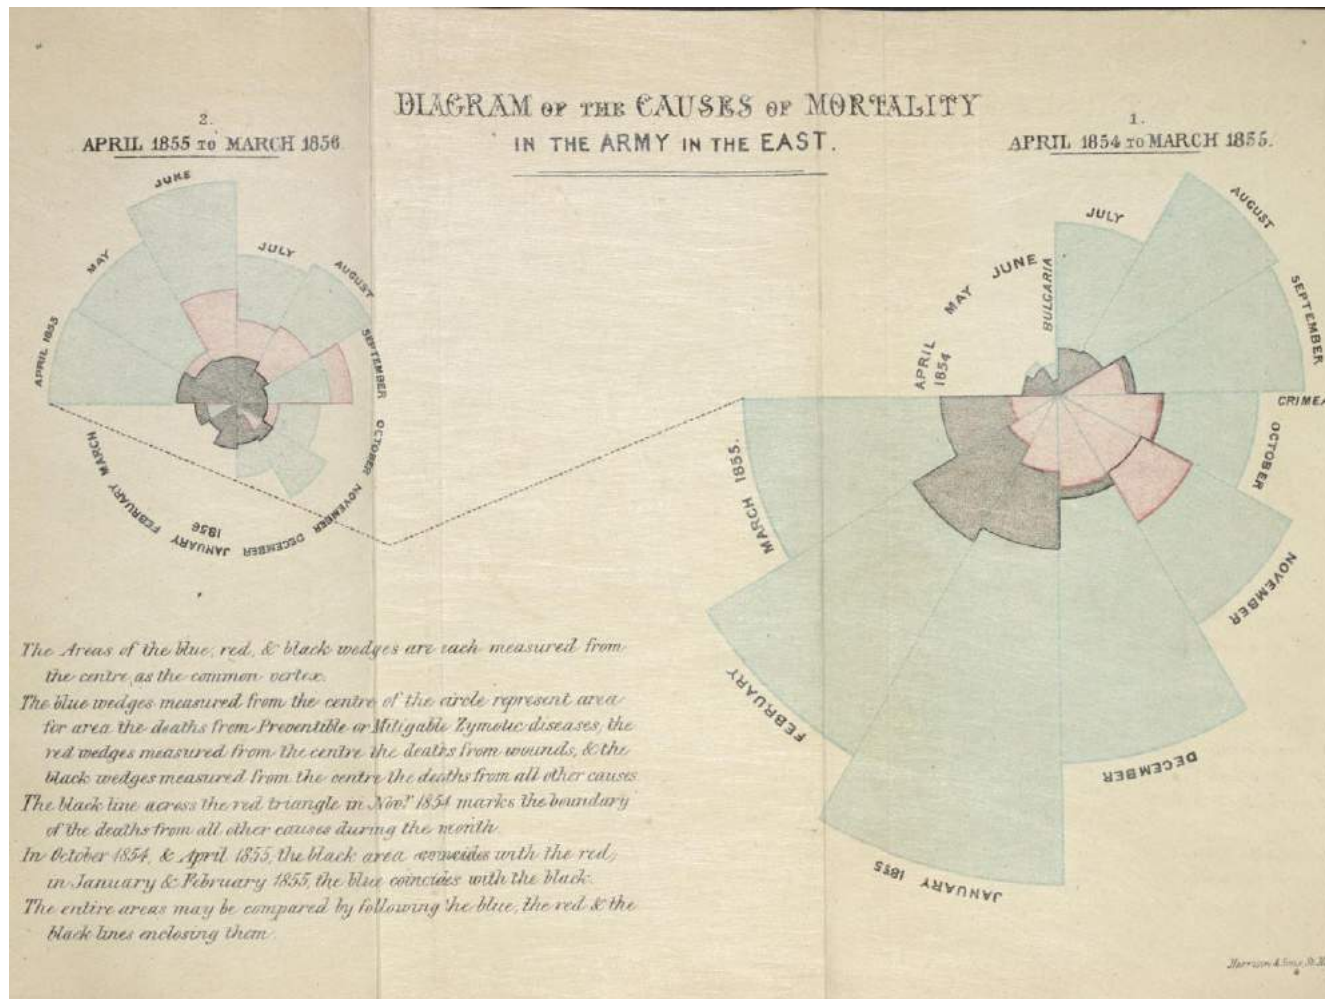 DIAGRAM OF THE CAUSES OF MORTALITY
IN THE ARMY IN THE EAST.
2.
APRIL 1855 TO MARCH 1856
JUNE
JULY
MAY
AUGUST
APRIL 1855
SEPTEMBER
OCTOBER
NOVEMBER
DECEMBER
JANUARY
1856
FEBRUARY
MARCH
1.
APRIL 1854 TO MARCH 1855.
AUGUST
JULY
JUNE
BULGARIA
MAY
SEPTEMBER
APRIL
1854
CRIMEA
OCTOBER
MARCH 1855.
NOVEMBER
FEBRUARY
DECEMBER
JANUARY 1855
The Areas of the blue, red, & black wedges are each measured from
the centre as the common vertex.
The blue wedges measured from the centre of the circle represent area
for area the deaths from Preventible or Mitigable Zymotic diseases, the
red wedges measured from the centre the deaths from wounds, & the
black wedges measured from the centre the deaths from all other causes
The black line across the red triangle in Novr. 1854 marks the boundary
of the deaths from all other causes during the month.
In October 1854, & April 1855, the black area coincides with the red,
in January & February 1855, the blue coincides with the black.
The entire areas may be compared by following the blue, the red & the
black lines enclosing them.
Harrison & Sons, St.